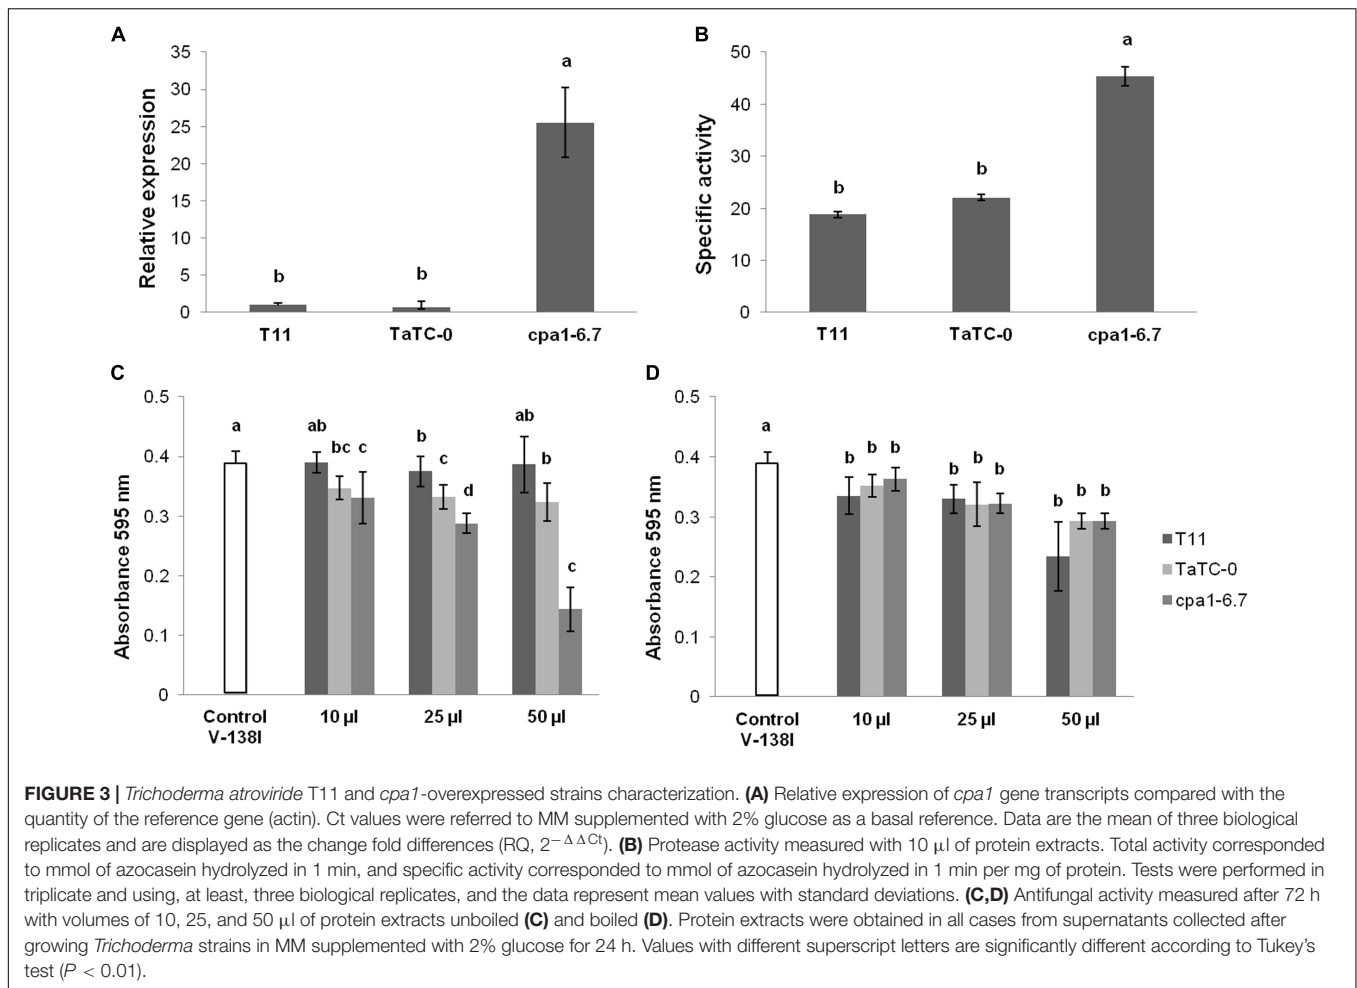 A
Relative expression
35
30
25
20
15
10
5
0
b
b
a
T11
TaTC-0
cpa1-6.7
B
Specific activity
50
40
30
20
10
0
b
b
a
T11
TaTC-0
cpa1-6.7
C
Absorbance 595 nm
0.5
0.4
0.3
0.2
0.1
0
a
ab
bc
c
b
c
d
ab
b
c
Control
V-138I
10 µl
25 µl
50 µl
D
Absorbance 595 nm
0.5
0.4
0.3
0.2
0.1
0
a
b
b
b
b
b
b
b
b
b
Control
V-138I
10 µl
25 µl
50 µl
T11
TaTC-0
cpa1-6.7
FIGURE 3 | Trichoderma atroviride T11 and cpa1-overexpressed strains characterization. (A) Relative expression of cpa1 gene transcripts compared with the
quantity of the reference gene (actin). Ct values were referred to MM supplemented with 2% glucose as a basal reference. Data are the mean of three biological
replicates and are displayed as the change fold differences (RQ, 2^−ΔΔCt). (B) Protease activity measured with 10 µl of protein extracts. Total activity corresponded
to mmol of azocasein hydrolyzed in 1 min, and specific activity corresponded to mmol of azocasein hydrolyzed in 1 min per mg of protein. Tests were performed in
triplicate and using, at least, three biological replicates, and the data represent mean values with standard deviations. (C,D) Antifungal activity measured after 72 h
with volumes of 10, 25, and 50 µl of protein extracts unboiled (C) and boiled (D). Protein extracts were obtained in all cases from supernatants collected after
growing Trichoderma strains in MM supplemented with 2% glucose for 24 h. Values with different superscript letters are significantly different according to Tukey's
test (P < 0.01).